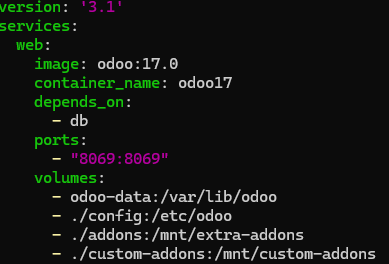 version: '3.1'
services:
  web:
    image: odoo:17.0
    container_name: odoo17
    depends_on:
      - db
    ports:
      - "8069:8069"
    volumes:
      - odoo-data:/var/lib/odoo
      - ./config:/etc/odoo
      - ./addons:/mnt/extra-addons
      - ./custom-addons:/mnt/custom-addons